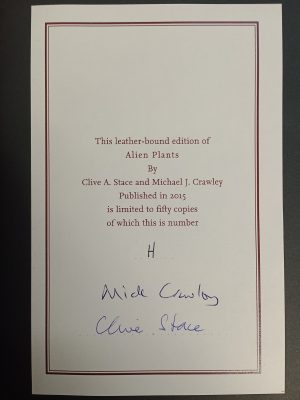 This leather-bound edition of
Alien Plants
By
Clive A. Stace and Michael J. Crawley
Published in 2015
is limited to fifty copies
of which this is number
H
Mick Crawley
Clive Stace